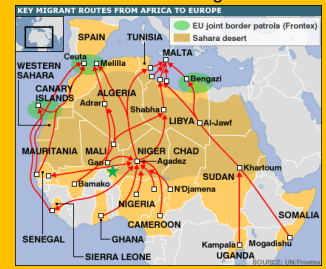 KEY MIGRANT ROUTES FROM AFRICA TO EUROPE
EU joint border patrols (Frontex)
Sahara desert
SPAIN
TUNISIA
MALTA
Ceuta
Melilla
WESTERN
SAHARA
Bengazi
CANARY
ISLANDS
ALGERIA
Adrar
Shabha
LIBYA
Al-Jawf
MAURITANIA
MALI
NIGER
CHAD
Gao
Agadez
Khartoum
SUDAN
Bamako
N'Djamena
NIGERIA
SOMALIA
CAMEROON
SENEGAL
GHANA
Kampala
Mogadishu
SIERRA LEONE
UGANDA
SOURCE: UN/Frontex